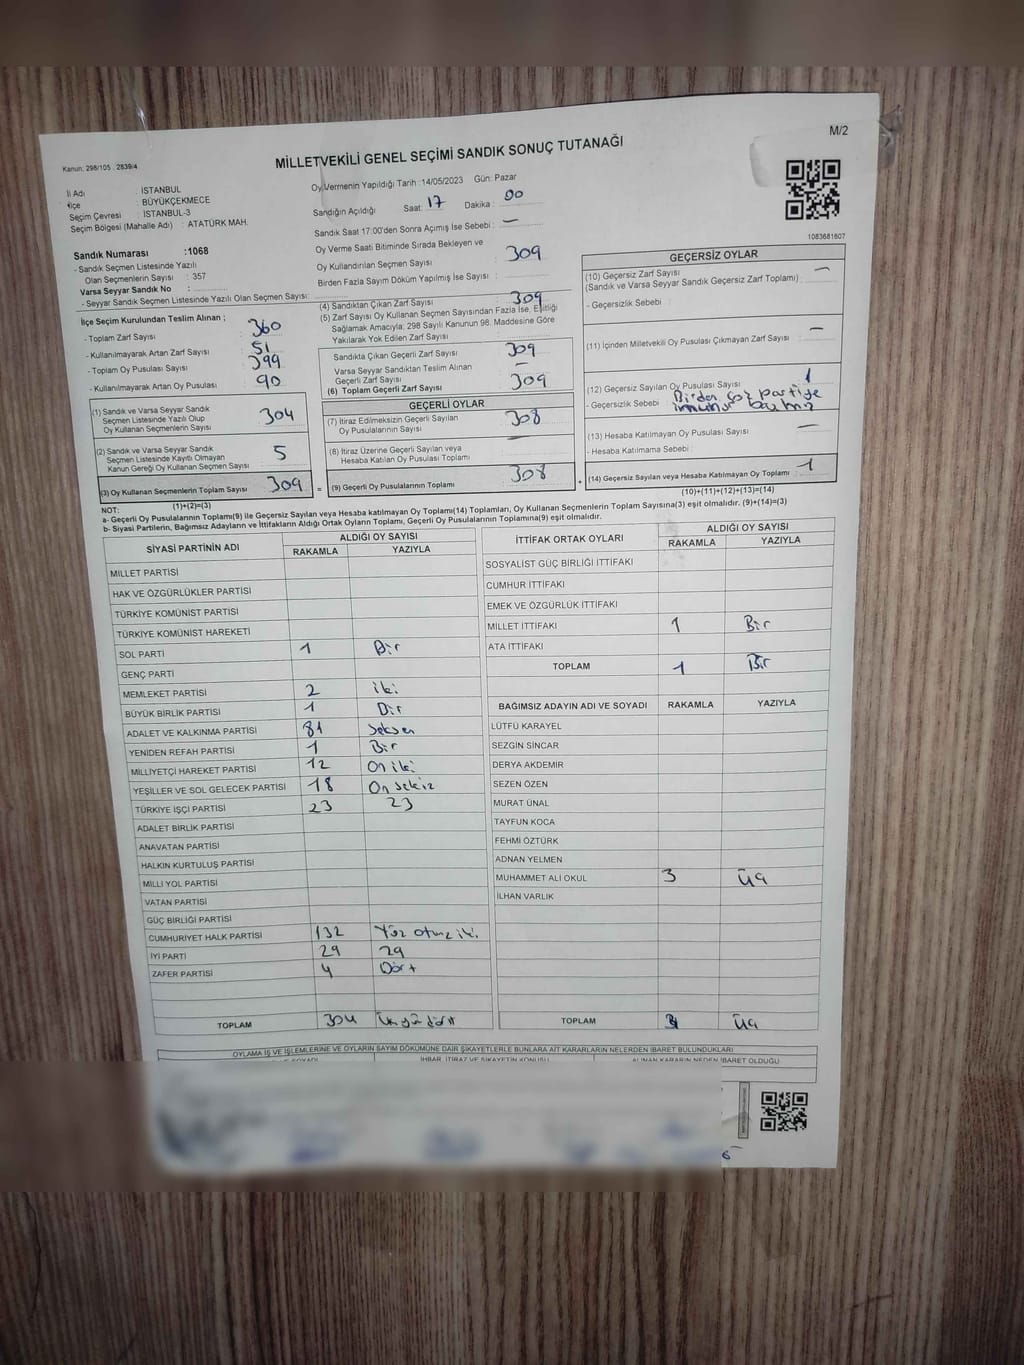 M/2
Kanun: 298/105 . 2839/4
MİLLETVEKİLİ GENEL SEÇİMİ SANDIK SONUÇ TUTANAĞI
İl Adı : İSTANBUL
İlçe : BÜYÜKÇEKMECE
Seçim Çevresi : İSTANBUL-3
Seçim Bölgesi (Mahalle Adı) : ATATÜRK MAH.
Oy Vermenin Yapıldığı Tarih : 14/05/2023 Gün: Pazar
Sandığın Açıldığı Saat: 17 Dakika : 00
Sandık Saat 17:00'den Sonra Açımış İse Sebebi : —
Oy Verme Saati Bitiminde Sırada Bekleyen ve
Oy Kullandırılan Seçmen Sayısı 309
Birden Fazla Sayım Döküm Yapılmış İse Sayısı :
1083681607
Sandık Numarası :1068
- Sandık Seçmen Listesinde Yazılı
Olan Seçmenlerin Sayısı : 357
Varsa Seyyar Sandık No :
- Seyyar Sandık Seçmen Listesinde Yazılı Olan Seçmen Sayısı:
İlçe Seçim Kurulundan Teslim Alınan ;
- Toplam Zarf Sayısı 360
- Kullanılmayarak Artan Zarf Sayısı 51
- Toplam Oy Pusulası Sayısı 399
- Kullanılmayarak Artan Oy Pusulası 90
(1) Sandık ve Varsa Seyyar Sandık
Seçmen Listesinde Yazılı Olup
Oy Kullanan Seçmenlerin Sayısı 304
(2) Sandık ve Varsa Seyyar Sandık
Seçmen Listesinde Kayıtlı Olmayan
Kanun Gereği Oy Kullanan Seçmen Sayısı 5
(3) Oy Kullanan Seçmenlerin Toplam Sayısı 309 =
(1)+(2)=(3)
(4) Sandıktan Çıkan Zarf Sayısı 309
(5) Zarf Sayısı Oy Kullanan Seçmen Sayısından Fazla İse, Eşitliği
Sağlamak Amacıyla; 298 Sayılı Kanunun 98. Maddesine Göre
Yakılarak Yok Edilen Zarf Sayısı :
Sandıkta Çıkan Geçerli Zarf Sayısı 309
Varsa Seyyar Sandıktan Teslim Alınan
Geçerli Zarf Sayısı —
(6) Toplam Geçerli Zarf Sayısı 309
GEÇERLİ OYLAR
(7) İtiraz Edilmeksizin Geçerli Sayılan
Oy Pusulalarının Sayısı 308
(8) İtiraz Üzerine Geçerli Sayılan veya
Hesaba Katılan Oy Pusulası Toplamı —
(9) Geçerli Oy Pusulalarının Toplamı 308 +
GEÇERSİZ OYLAR
(10) Geçersiz Zarf Sayısı —
(Sandık ve Varsa Seyyar Sandık Geçersiz Zarf Toplamı) :
- Geçersizlik Sebebi :
(11) İçinden Milletvekili Oy Pusulası Çıkmayan Zarf Sayısı —
(12) Geçersiz Sayılan Oy Pusulası Sayısı 1
- Geçersizlik Sebebi : Birden çok partiye
(13) Hesaba Katılmayan Oy Pusulası Sayısı —
- Hesaba Katılmama Sebebi :
(14) Geçersiz Sayılan veya Hesaba Katılmayan Oy Toplamı 1
(10)+(11)+(12)+(13)=(14)
NOT:
a- Geçerli Oy Pusulalarının Toplamı(9) ile Geçersiz Sayılan veya Hesaba katılmayan Oy Toplamı(14) Toplamları, Oy Kullanan Seçmenlerin Toplam Sayısına(3) eşit olmalıdır. (9)+(14)=(3)
b- Siyasi Partilerin, Bağımsız Adayların ve İttifakların Aldığı Ortak Oyların Toplamı, Geçerli Oy Pusulalarının Toplamına(9) eşit olmalıdır.
SİYASİ PARTİNİN ADI ALDIĞI OY SAYISI
RAKAMLA YAZIYLA
MİLLET PARTİSİ
HAK VE ÖZGÜRLÜKLER PARTİSİ
TÜRKİYE KOMÜNİST PARTİSİ
TÜRKİYE KOMÜNİST HAREKETİ
SOL PARTİ 1 Bir
GENÇ PARTİ
MEMLEKET PARTİSİ 2 iki
BÜYÜK BİRLİK PARTİSİ 1 Bir
ADALET VE KALKINMA PARTİSİ 81 seksen
YENİDEN REFAH PARTİSİ 1 Bir
MİLLİYETÇİ HAREKET PARTİSİ 12 On iki
YEŞİLLER VE SOL GELECEK PARTİSİ 18 On sekiz
TÜRKİYE İŞÇİ PARTİSİ 23 23
ADALET BİRLİK PARTİSİ
ANAVATAN PARTİSİ
HALKIN KURTULUŞ PARTİSİ
MİLLİ YOL PARTİSİ
VATAN PARTİSİ
GÜÇ BİRLİĞİ PARTİSİ
CUMHURİYET HALK PARTİSİ 132 Yüz otuz iki
İYİ PARTİ 29 29
ZAFER PARTİSİ 4 Dört
TOPLAM 304 Üçyüzdört
İTTİFAK ORTAK OYLARI ALDIĞI OY SAYISI
RAKAMLA YAZIYLA
SOSYALİST GÜÇ BİRLİĞİ İTTİFAKI
CUMHUR İTTİFAKI
EMEK VE ÖZGÜRLÜK İTTİFAKI
MİLLET İTTİFAKI 1 Bir
ATA İTTİFAKI
TOPLAM 1 Bir
BAĞIMSIZ ADAYIN ADI VE SOYADI RAKAMLA YAZIYLA
LÜTFÜ KARAYEL
SEZGİN SİNCAR
DERYA AKDEMİR
SEZEN ÖZEN
MURAT ÜNAL
TAYFUN KOCA
FEHMİ ÖZTÜRK
ADNAN YELMEN
MUHAMMET ALİ OKUL 3 Üç
İLHAN VARLIK
TOPLAM 3 Üç
OYLAMA İŞ VE İŞLEMLERİNE VE OYLARIN SAYIM DÖKÜMÜNE DAİR ŞİKAYETLERLE BUNLARA AİT KARARLARIN NELERDEN İBARET BULUNDUKLARI
SOYADI İHBAR, İTİRAZ VE ŞİKAYETİN KONUSU ALINAN KARARIN NEDEN İBARET OLDUĞU